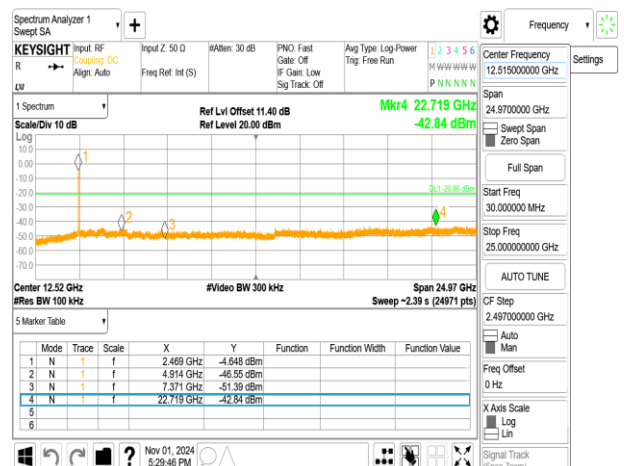 Spectrum Analyzer 1
Swept SA
+
Frequency
KEYSIGHT
R
LXI
Input: RF
Coupling: DC
Align: Auto
Input Z: 50 Ω
Freq Ref: Int (S)
#Atten: 30 dB
PNO: Fast
Gate: Off
IF Gain: Low
Sig Track: Off
Avg Type: Log-Power
Trig: Free Run
1 2 3 4 5 6
M W W W W W
P N N N N N
Settings
Center Frequency
12.515000000 GHz
Span
24.9700000 GHz
Swept Span
Zero Span
Full Span
Start Freq
30.000000 MHz
Stop Freq
25.000000000 GHz
AUTO TUNE
CF Step
2.497000000 GHz
Auto
Man
Freq Offset
0 Hz
X Axis Scale
Log
Lin
Signal Track
(Span Zoom)
1 Spectrum
Scale/Div 10 dB
Log
Ref Lvl Offset 11.40 dB
Ref Level 20.00 dBm
Mkr4 22.719 GHz
-42.84 dBm
10.0
0.00
-10.0
-20.0
-30.0
-40.0
-50.0
-60.0
-70.0
1
2
3
4
DL1 -20.86 dBm
Center 12.52 GHz
#Res BW 100 kHz
#Video BW 300 kHz
Span 24.97 GHz
Sweep ~2.39 s (24971 pts)
5 Marker Table
Mode Trace Scale X Y Function Function Width Function Value
1 N 1 f 2.469 GHz -4.648 dBm
2 N 1 f 4.914 GHz -46.55 dBm
3 N 1 f 7.371 GHz -51.39 dBm
4 N 1 f 22.719 GHz -42.84 dBm
5
6
?
Nov 01, 2024
5:29:46 PM